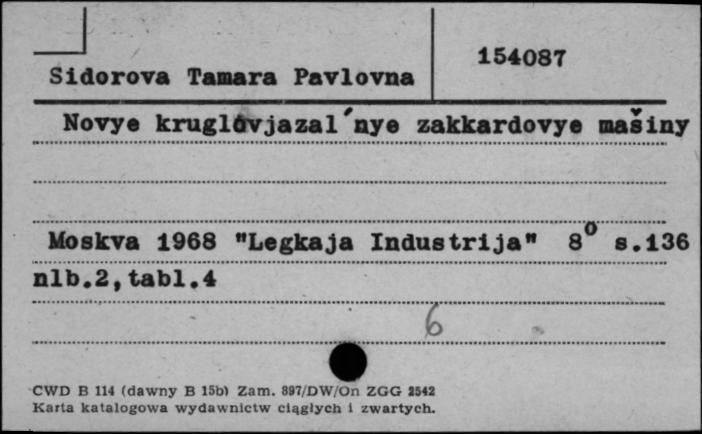 154087
Sidorova Tamara Pavlovna
Novye kruglovjazal´nye zakkardovye mašiny
Moskva 1968 "Legkaja Industrija" 8º s.136
nlb.2,tabl.4
6
CWD B 114 (dawny B 15b) Zam. 897/DW/On ZGG 2542
Karta katalogowa wydawnictw ciągłych i zwartych.